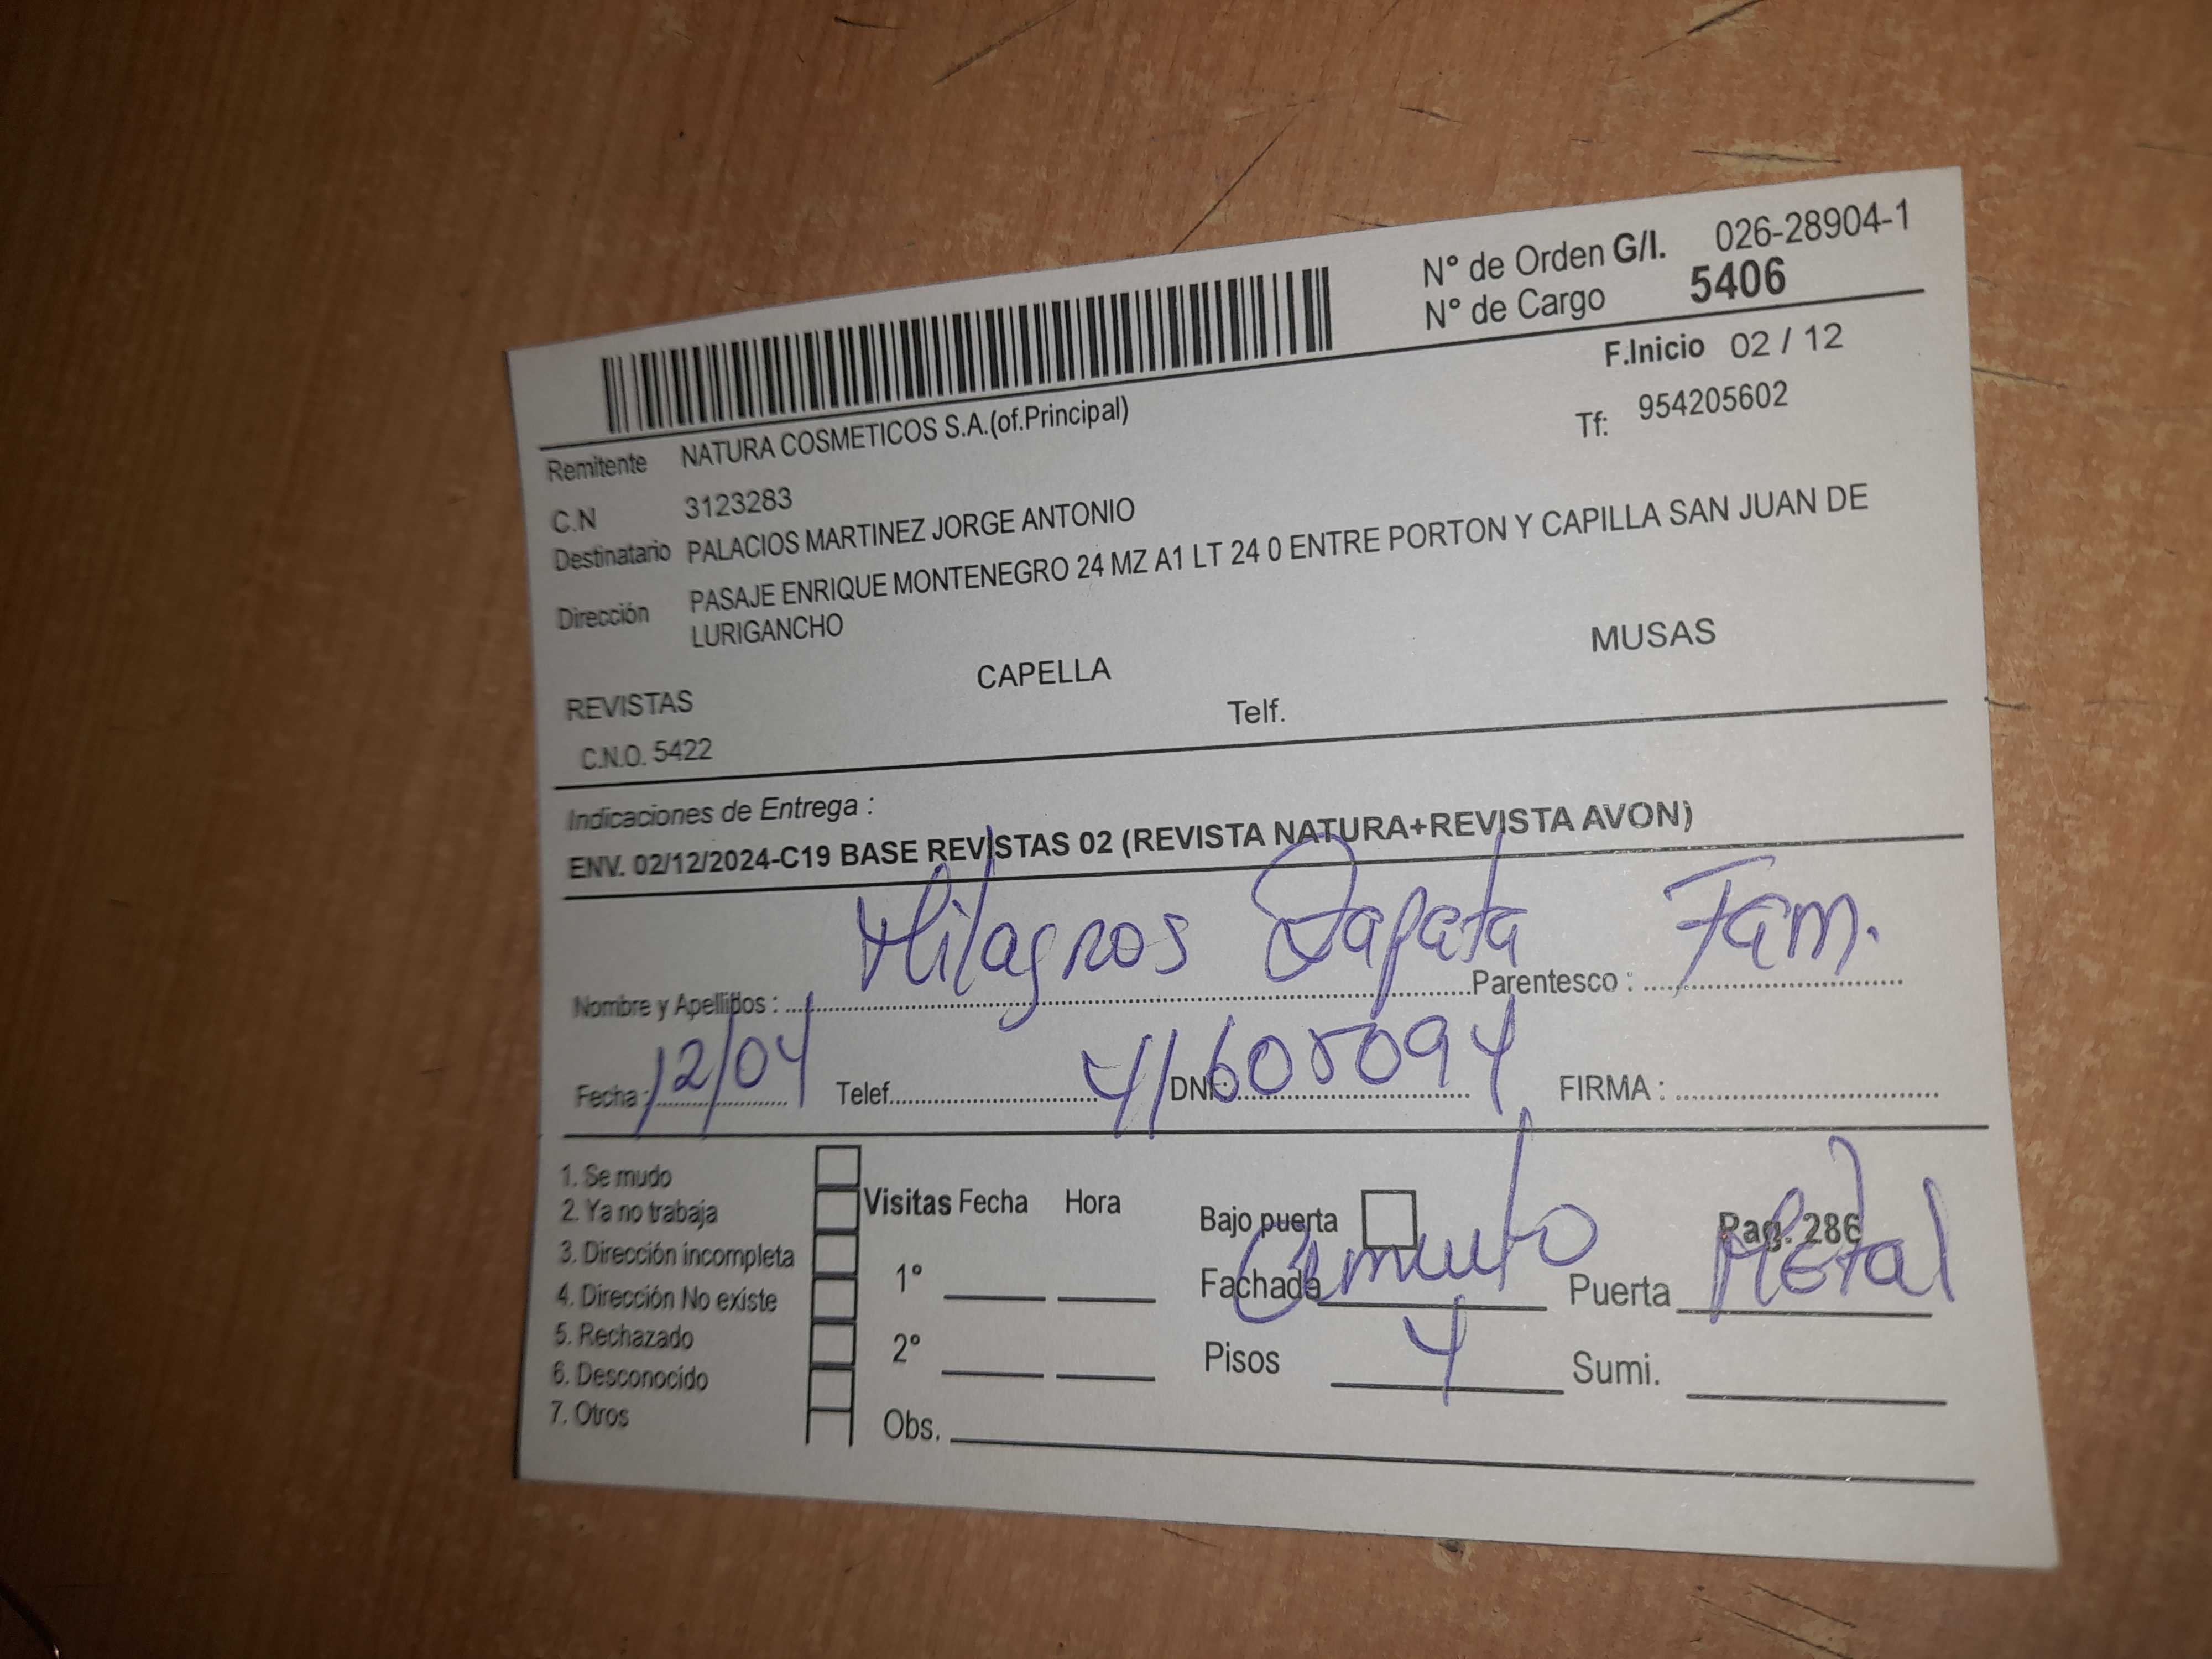 N° de Orden G/I. 026-28904-1
N° de Cargo 5406
F.Inicio 02 / 12
Remitente NATURA COSMETICOS S.A.(of.Principal)
Tf: 954205602
C.N 3123283
Destinatario PALACIOS MARTINEZ JORGE ANTONIO
Dirección PASAJE ENRIQUE MONTENEGRO 24 MZ A1 LT 24 0 ENTRE PORTON Y CAPILLA SAN JUAN DE
LURIGANCHO
REVISTAS CAPELLA MUSAS
C.N.O. 5422 Telf.
Indicaciones de Entrega :
ENV. 02/12/2024-C19 BASE REVISTAS 02 (REVISTA NATURA+REVISTA AVON)
Nombre y Apellidos : Milagros Zapata Parentesco : Fam.
Fecha : 12/04 Telef. DNI: 41605094 FIRMA :
1. Se mudo
2. Ya no trabaja
3. Dirección incompleta
4. Dirección No existe
5. Rechazado
6. Desconocido
7. Otros
Visitas Fecha Hora
1°
2°
Obs.
Bajo puerta Pag. 286
Fachada Cemento Puerta Metal
Pisos 4 Sumi.